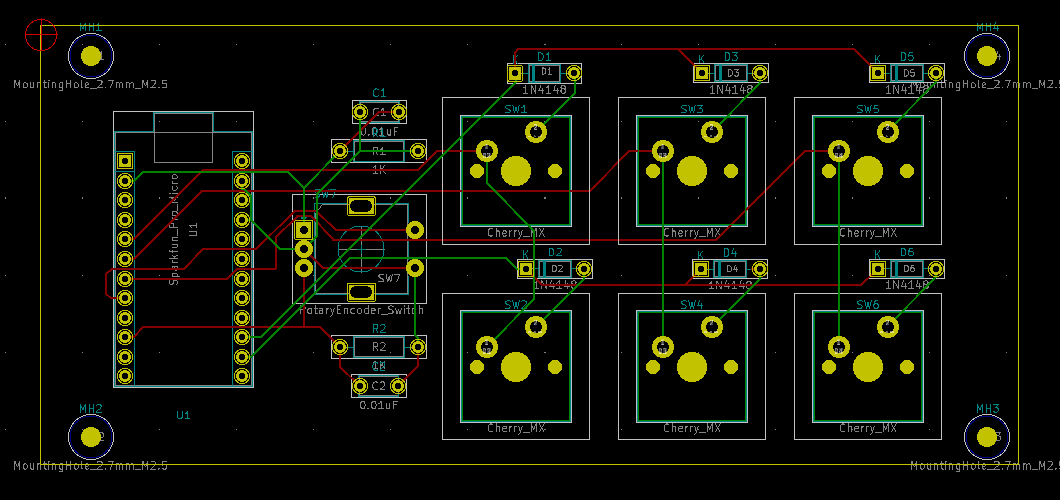 MH1
MountingHole_2.7mm_M2.5
MH4
MountingHole_2.7mm_M2.5
K
D1
D1
1N4148
K
D3
D3
1N4148
K
D5
D5
1N4148
C1
C1
0.01uF
R1
R1
1K
SW1
Cherry_MX
SW3
Cherry_MX
SW5
Cherry_MX
Sparkfun_Pro_Micro
U1
U1
SW7
SW7
RotaryEncoder_Switch
K
D2
D2
1N4148
K
D4
D4
1N4148
K
D6
D6
1N4148
R2
R2
1K
C2
C2
0.01uF
SW2
Cherry_MX
SW4
Cherry_MX
SW6
Cherry_MX
MH2
MountingHole_2.7mm_M2.5
MH3
MountingHole_2.7mm_M2.5